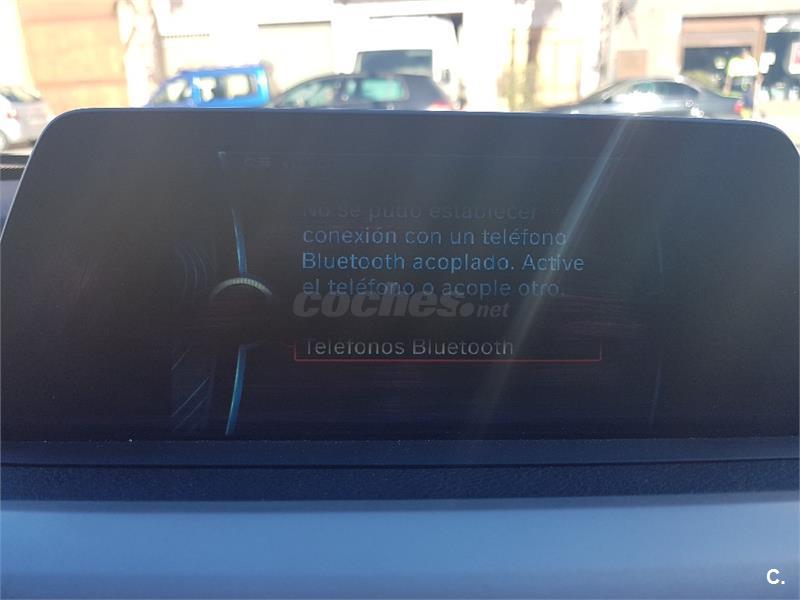 No se pudo establecer
conexión con un teléfono
Bluetooth acoplado. Active
el teléfono o acople otro.
coches.net
Teléfonos Bluetooth
C.